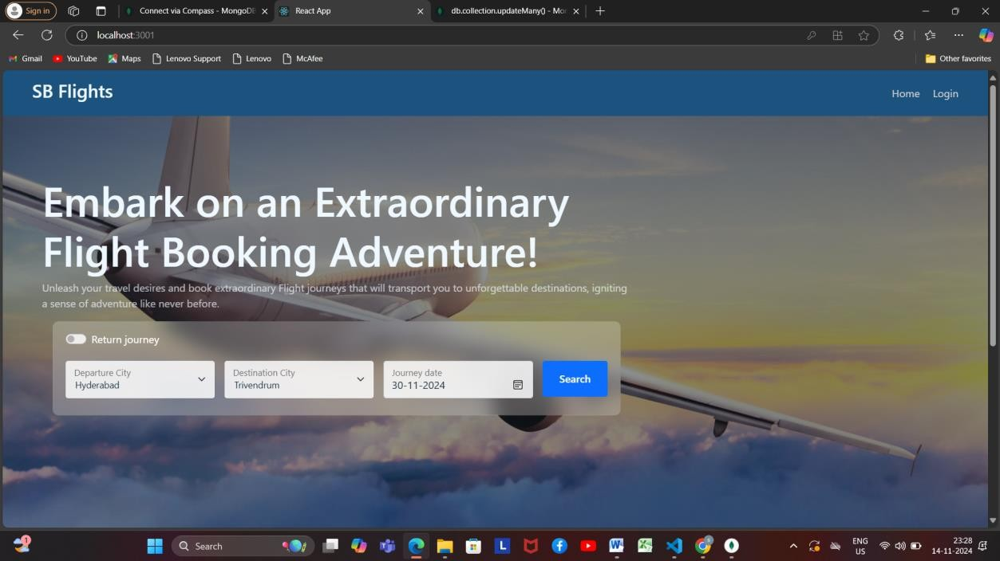 Sign in
Connect via Compass - MongoDB
React App
db.collection.updateMany() - Mon
localhost:3001
Gmail
YouTube
Maps
Lenovo Support
Lenovo
McAfee
Other favorites
SB Flights
Home
Login
Embark on an Extraordinary
Flight Booking Adventure!
Unleash your travel desires and book extraordinary Flight journeys that will transport you to unforgettable destinations, igniting
a sense of adventure like never before.
Return journey
Departure City
Hyderabad
Destination City
Trivendrum
Journey date
30-11-2024
Search
1
Search
L
W
5
ENG
US
23:28
14-11-2024